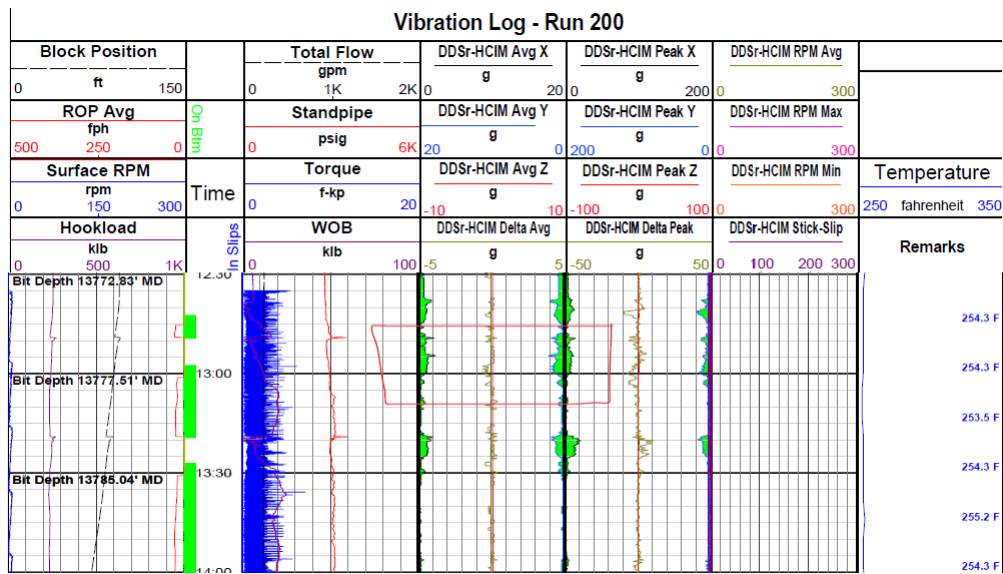 Vibration Log - Run 200
Block Position
ft
0 150
Total Flow
gpm
0 1K 2K
DDSr-HCIM Avg X
g
0 20
DDSr-HCIM Peak X
g
0 200
DDSr-HCIM RPM Avg
0 300
ROP Avg
fph
500 250 0
On Btm
Standpipe
psig
0 6K
DDSr-HCIM Avg Y
g
20 0
DDSr-HCIM Peak Y
g
200 0
DDSr-HCIM RPM Max
0 300
Surface RPM
rpm
0 150 300
Time
Torque
f-kp
0 20
DDSr-HCIM Avg Z
g
-10 10
DDSr-HCIM Peak Z
g
-100 100
DDSr-HCIM RPM Min
0 300
Temperature
250 fahrenheit 350
Hookload
klb
0 500 1K
In Slips
WOB
klb
0 100
DDSr-HCIM Delta Avg
g
-5 5
DDSr-HCIM Delta Peak
g
-50 50
DDSr-HCIM Stick-Slip
0 100 200 300
Remarks
12:30
Bit Depth 13772.83' MD
254.3 F
13:00
254.3 F
Bit Depth 13777.51' MD
253.5 F
13:30
254.3 F
Bit Depth 13785.04' MD
255.2 F
14:00
254.3 F